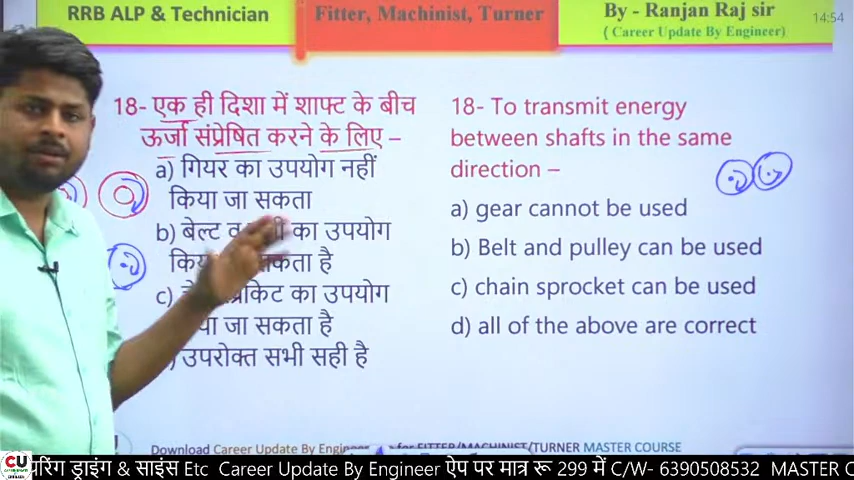 RRB ALP & Technician
Fitter, Machinist, Turner
By - Ranjan Raj sir
( Career Update By Engineer)
14:54
18- एक ही दिशा में शाफ्ट के बीच
ऊर्जा संप्रेषित करने के लिए –
a) गियर का उपयोग नहीं
किया जा सकता
b) बेल्ट व का उपयोग
सकता है
c) का उपयोग
जा सकता है
उपरोक्त सभी सही है
18- To transmit energy
between shafts in the same
direction –
a) gear cannot be used
b) Belt and pulley can be used
c) chain sprocket can be used
d) all of the above are correct
Download Career Update By Engineer for FITTER/MACHINIST/TURNER MASTER COURSE
CU
ड्राइंग & साइंस Etc Career Update By Engineer ऐप पर मात्र रू 299 में C/W- 6390508532 MASTER